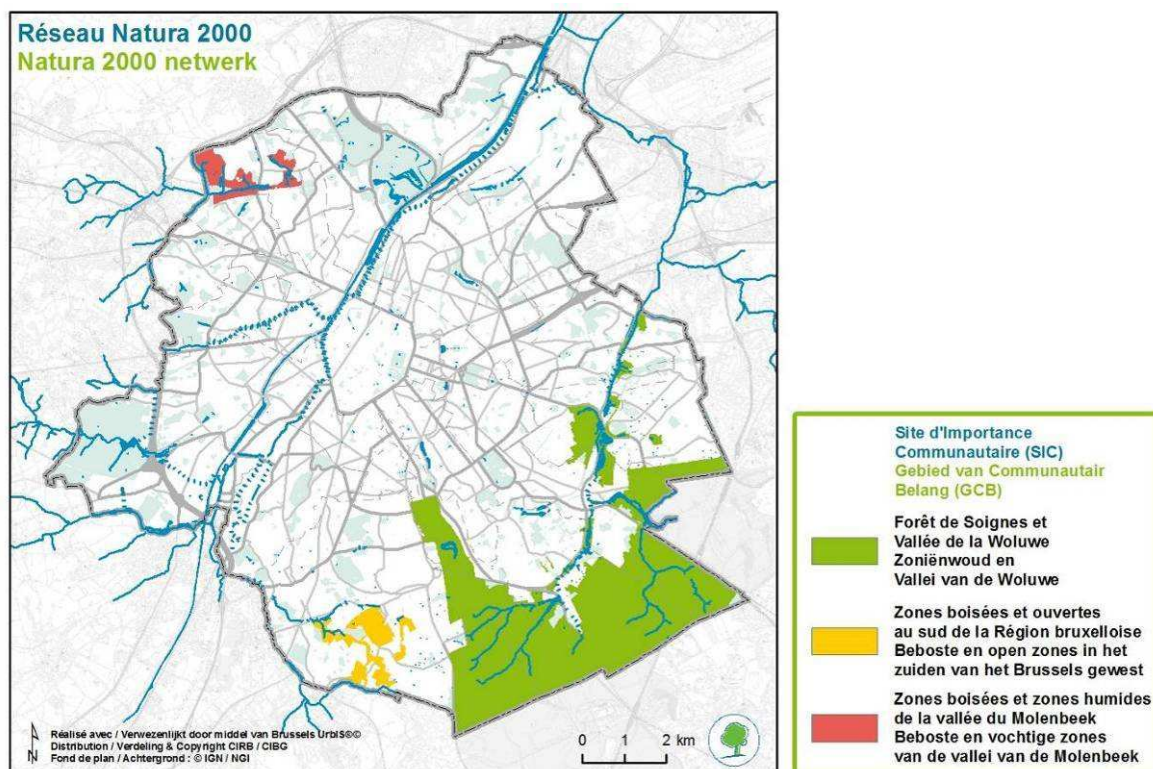 Réseau Natura 2000
Natura 2000 netwerk
Site d'Importance
Communautaire (SIC)
Gebied van Communautair
Belang (GCB)
Forêt de Soignes et
Vallée de la Woluwe
Zoniënwoud en
Vallei van de Woluwe
Zones boisées et ouvertes
au sud de la Région bruxelloise
Beboste en open zones in het
zuiden van het Brussels gewest
Zones boisées et zones humides
de la vallée du Molenbeek
Beboste en vochtige zones
van de vallei van de Molenbeek
N
Réalisé avec / Verwezenlijkt door middel van Brussels UrbIS©©
Distribution / Verdeling & Copyright CIRB / CIBG
Fond de plan / Achtergrond : © IGN / NGI
0 1 2 km